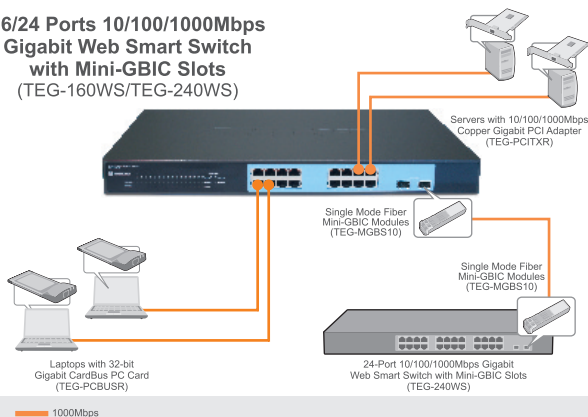 6/24 Ports 10/100/1000Mbps
Gigabit Web Smart Switch
with Mini-GBIC Slots
(TEG-160WS/TEG-240WS)
Servers with 10/100/1000Mbps
Copper Gigabit PCI Adapter
(TEG-PCITXR)
Single Mode Fiber
Mini-GBIC Modules
(TEG-MGBS10)
Single Mode Fiber
Mini-GBIC Modules
(TEG-MGBS10)
Laptops with 32-bit
Gigabit CardBus PC Card
(TEG-PCBUSR)
24-Port 10/100/1000Mbps Gigabit
Web Smart Switch with Mini-GBIC Slots
(TEG-240WS)
1000Mbps